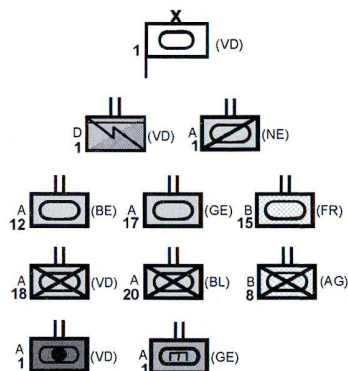 X
1 (VD)
D 1 (VD) A 1 (NE)
A 12 (BE) A 17 (GE) B 15 (FR)
A 18 (VD) A 20 (BL) B 8 (AG)
A 1 (VD) A 1 (GE)